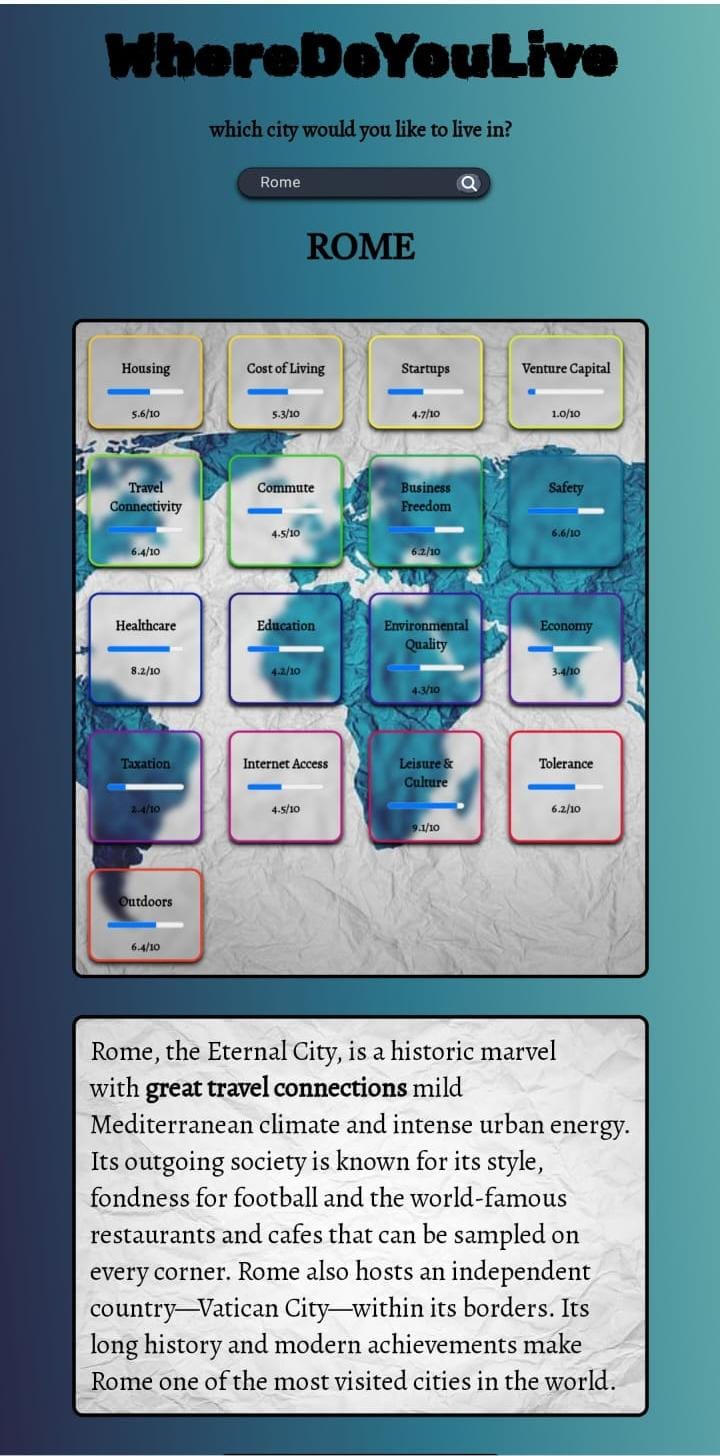 WhereDoYouLive
which city would you like to live in?
Rome
ROME
Housing
5.6/10
Cost of Living
5.3/10
Startups
4.7/10
Venture Capital
1.0/10
Travel
Connectivity
6.4/10
Commute
4.5/10
Business
Freedom
6.2/10
Safety
6.6/10
Healthcare
8.2/10
Education
4.2/10
Environmental
Quality
4.3/10
Economy
3.4/10
Taxation
2.4/10
Internet Access
4.5/10
Leisure &
Culture
9.1/10
Tolerance
6.2/10
Outdoors
6.4/10
Rome, the Eternal City, is a historic marvel
with great travel connections mild
Mediterranean climate and intense urban energy.
Its outgoing society is known for its style,
fondness for football and the world-famous
restaurants and cafes that can be sampled on
every corner. Rome also hosts an independent
country—Vatican City—within its borders. Its
long history and modern achievements make
Rome one of the most visited cities in the world.